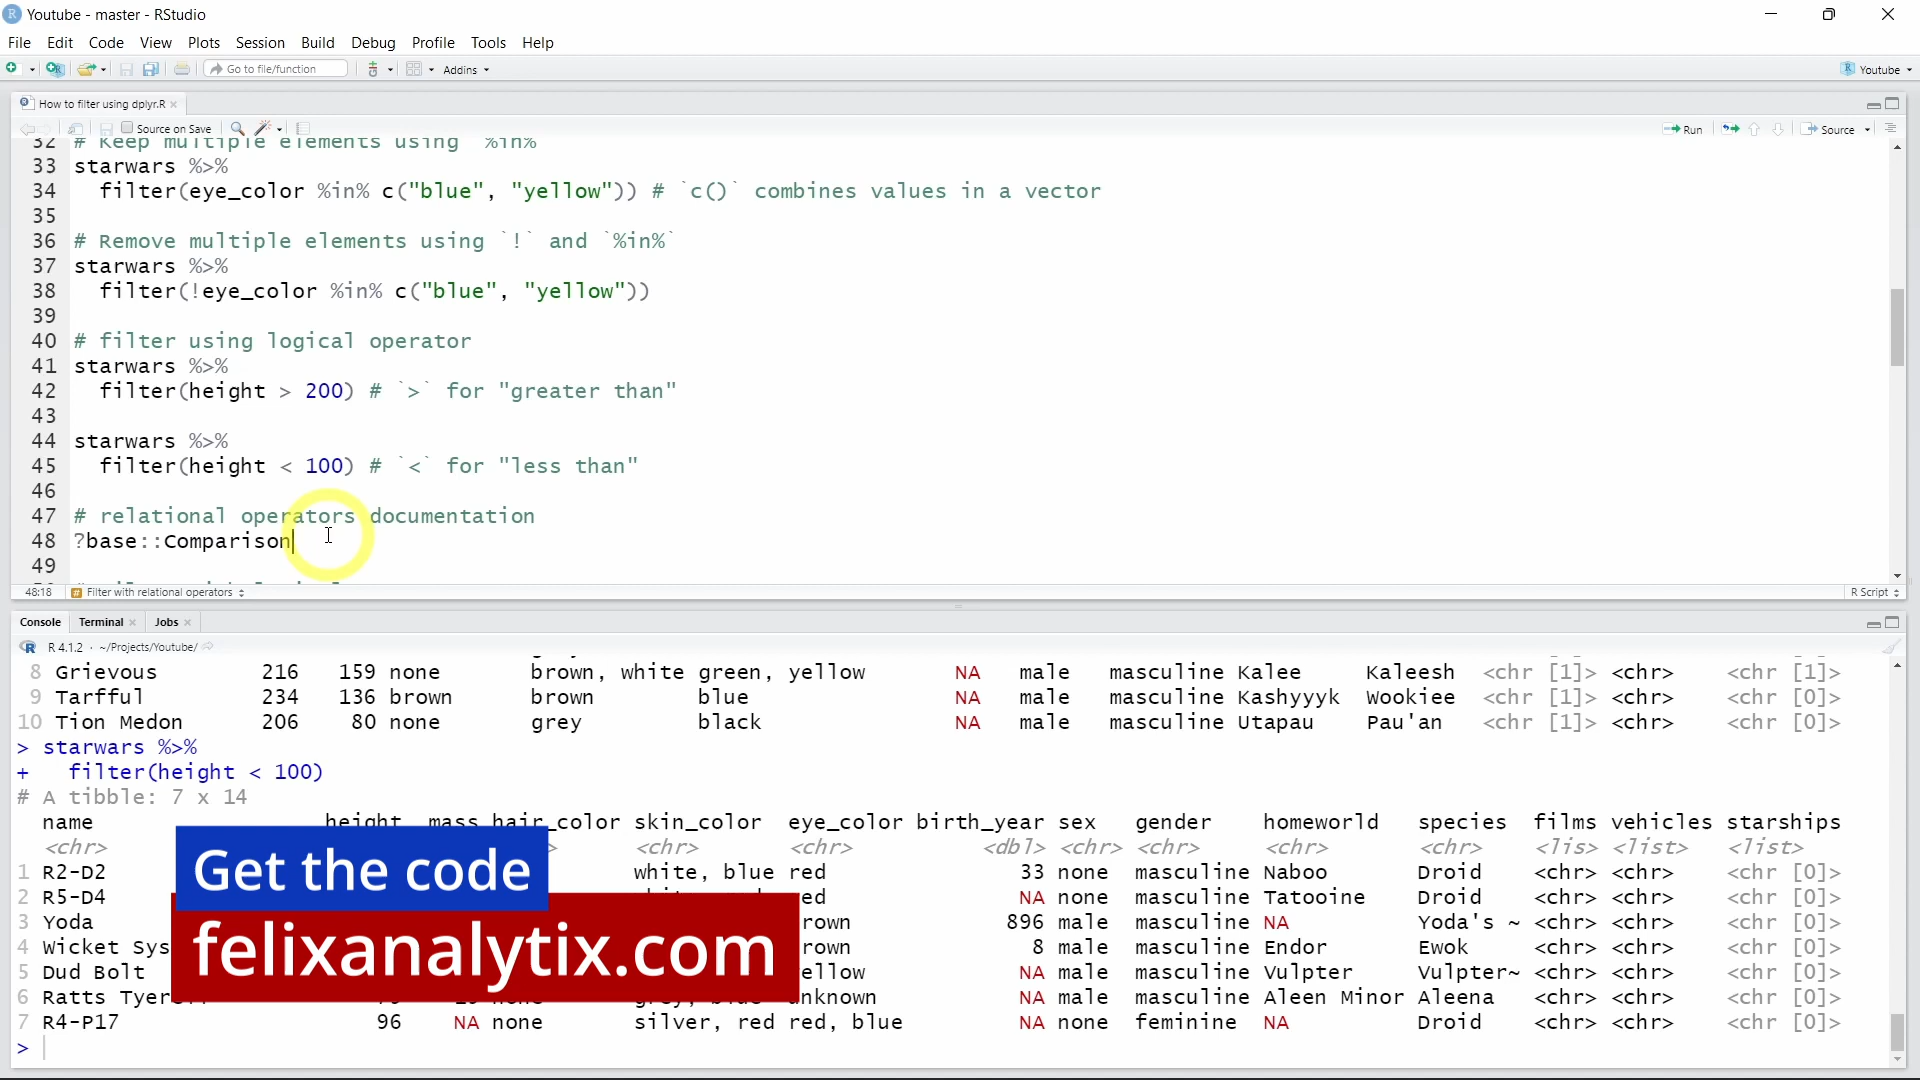 Youtube - master - RStudio
File Edit Code View Plots Session Build Debug Profile Tools Help
Go to file/function Addins Youtube
How to filter using dplyr.R
Source on Save Run Source
32 # Keep multiple elements using `%in%
33 starwars %>%
34 filter(eye_color %in% c("blue", "yellow")) # `c()` combines values in a vector
35
36 # Remove multiple elements using `!` and `%in%`
37 starwars %>%
38 filter(!eye_color %in% c("blue", "yellow"))
39
40 # filter using logical operator
41 starwars %>%
42 filter(height > 200) # `>` for "greater than"
43
44 starwars %>%
45 filter(height < 100) # `<` for "less than"
46
47 # relational operators documentation
48 ?base::Comparison
49
48:18 Filter with relational operators R Script
Console Terminal Jobs
R 4.1.2 · ~/Projects/Youtube/
8 Grievous 216 159 none brown, white green, yellow NA male masculine Kalee Kaleesh <chr [1]> <chr> <chr [1]>
9 Tarfful 234 136 brown brown blue NA male masculine Kashyyyk Wookiee <chr [1]> <chr> <chr [0]>
10 Tion Medon 206 80 none grey black NA male masculine Utapau Pau'an <chr [1]> <chr> <chr [0]>
> starwars %>%
+ filter(height < 100)
# A tibble: 7 x 14
name height mass hair_color skin_color eye_color birth_year sex gender homeworld species films vehicles starships
<chr> <chr> <chr> <dbl> <chr> <chr> <chr> <chr> <lis> <list> <list>
1 R2-D2 white, blue red 33 none masculine Naboo Droid <chr> <chr> <chr [0]>
2 R5-D4 ed NA none masculine Tatooine Droid <chr> <chr> <chr [0]>
3 Yoda rown 896 male masculine NA Yoda's ~ <chr> <chr> <chr [0]>
4 Wicket Sys rown 8 male masculine Endor Ewok <chr> <chr> <chr [0]>
5 Dud Bolt ellow NA male masculine Vulpter Vulpter~ <chr> <chr> <chr [0]>
6 Ratts Tyer nknown NA male masculine Aleen Minor Aleena <chr> <chr> <chr [0]>
7 R4-P17 96 NA none silver, red red, blue NA none feminine NA Droid <chr> <chr> <chr [0]>
>
Get the code
felixanalytix.com